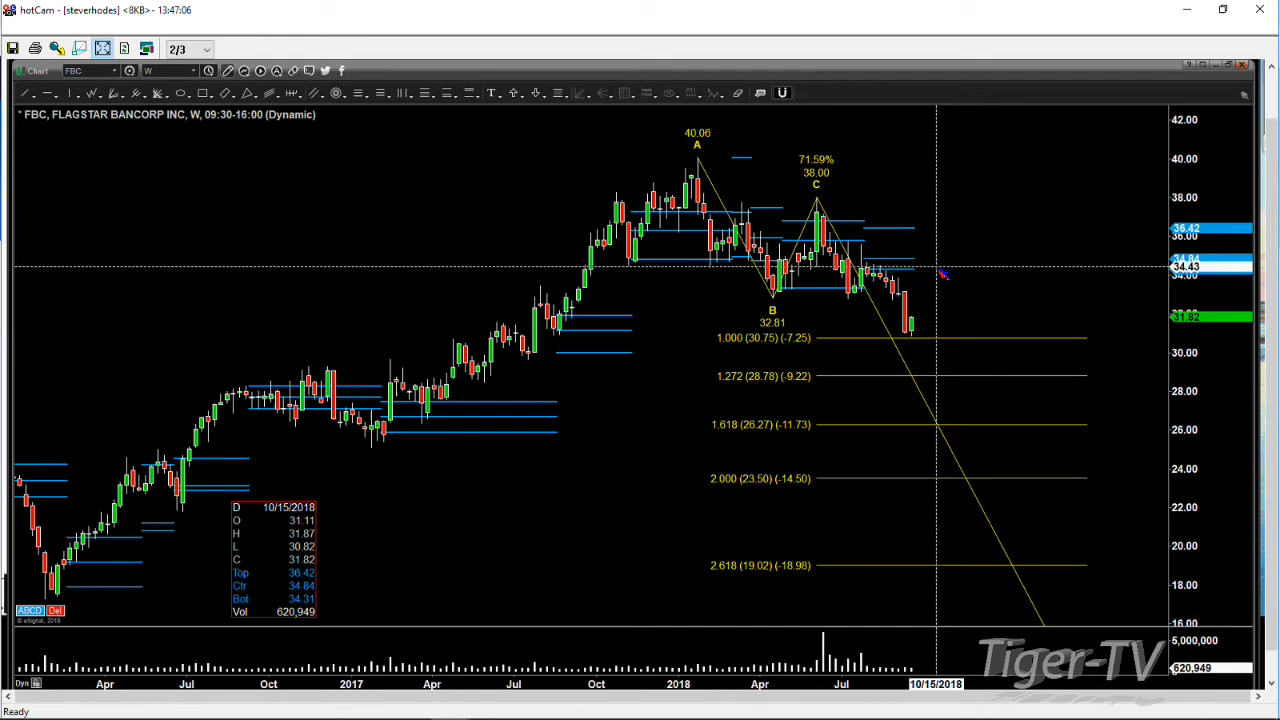 hotCam - [steverhodes] <8KB> - 13:47:06
2/3
Chart
FBC
W
* FBC, FLAGSTAR BANCORP INC, W, 09:30-16:00 (Dynamic)
42.00
40.00
38.00
36.42
36.00
34.84
34.43
34.00
31.82
30.00
28.00
26.00
24.00
22.00
20.00
18.00
16.00
5,000,000
620,949
40.06
A
71.59%
38.00
C
B
32.81
1.000 (30.75) (-7.25)
1.272 (28.78) (-9.22)
1.618 (26.27) (-11.73)
2.000 (23.50) (-14.50)
2.618 (19.02) (-18.98)
D 10/15/2018
O 31.11
H 31.87
L 30.82
C 31.82
Top 36.42
Ctr 34.84
Bot 34.31
Vol 620,949
ABCD Del
© eSignal, 2018
Tiger-TV
Dyn Apr Jul Oct 2017 Apr Jul Oct 2018 Apr Jul 10/15/2018
Ready